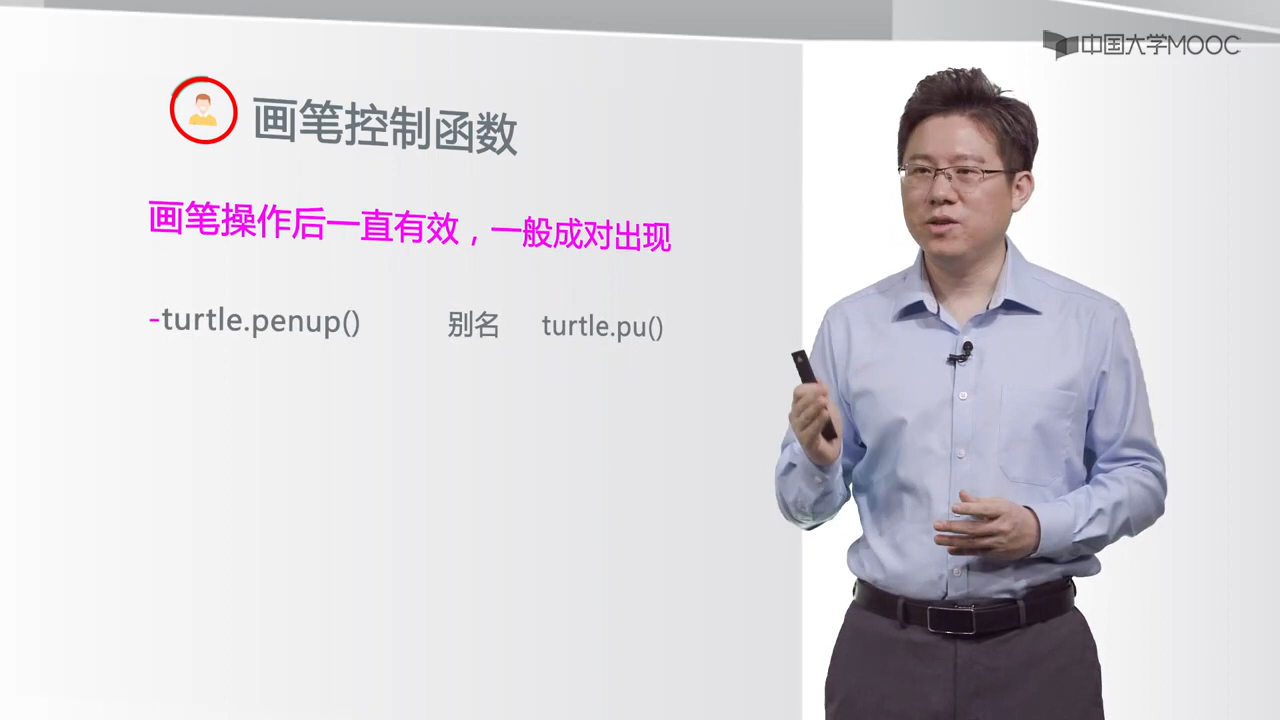 中国大学MOOC
画笔控制函数
画笔操作后一直有效，一般成对出现
-turtle.penup() 别名 turtle.pu()